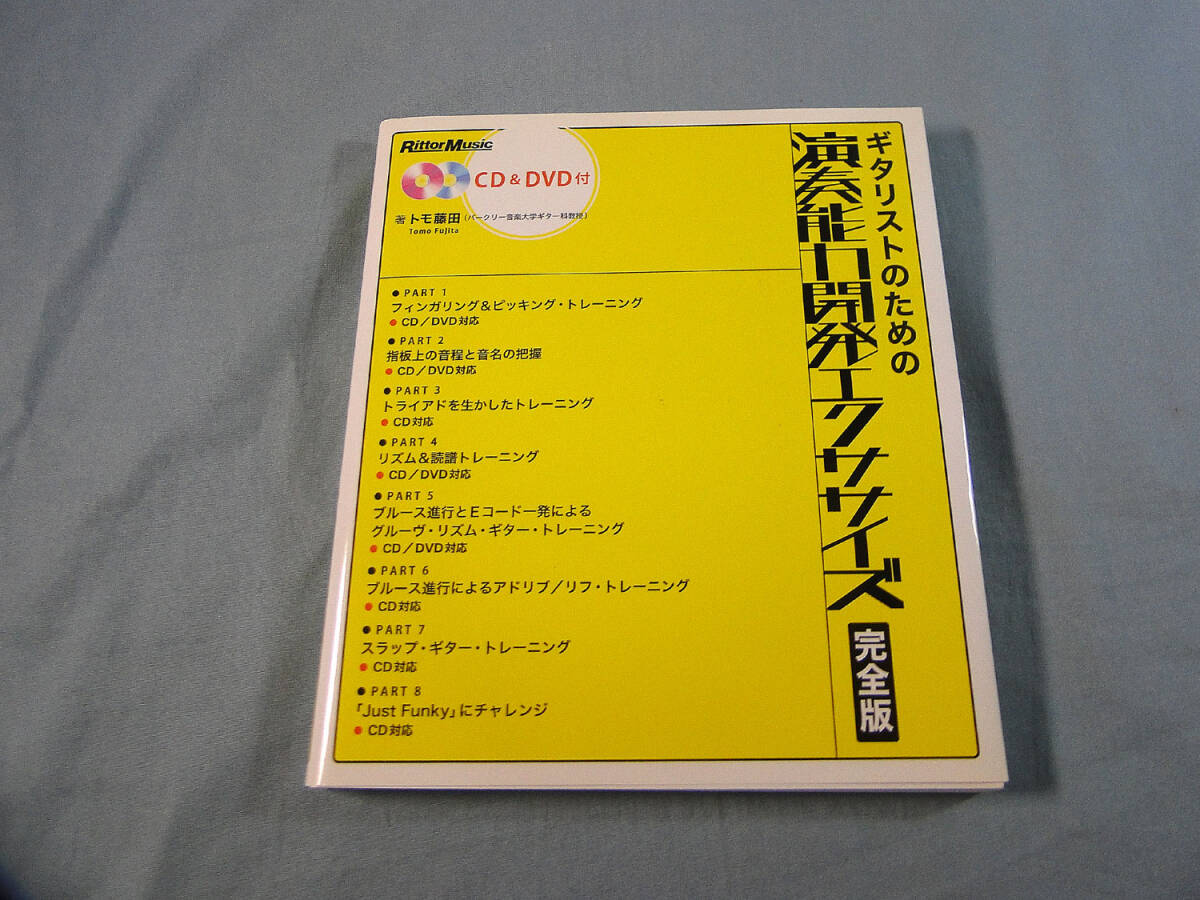 ギタリストのための
演奏能力開発エクササイズ
完全版
RittorMusic
CD & DVD付
著 トモ藤田(バークリー音楽大学ギター科教授)
Tomo Fujita
● PART 1
フィンガリング&ピッキング・トレーニング
● CD/DVD対応
● PART 2
指板上の音程と音名の把握
● CD/DVD対応
● PART 3
トライアドを生かしたトレーニング
● CD対応
● PART 4
リズム&読譜トレーニング
● CD/DVD対応
● PART 5
ブルース進行とEコード一発による
グルーヴ・リズム・ギター・トレーニング
● CD/DVD対応
● PART 6
ブルース進行によるアドリブ/リフ・トレーニング
● CD対応
● PART 7
スラップ・ギター・トレーニング
● CD対応
● PART 8
「Just Funky」にチャレンジ
● CD対応